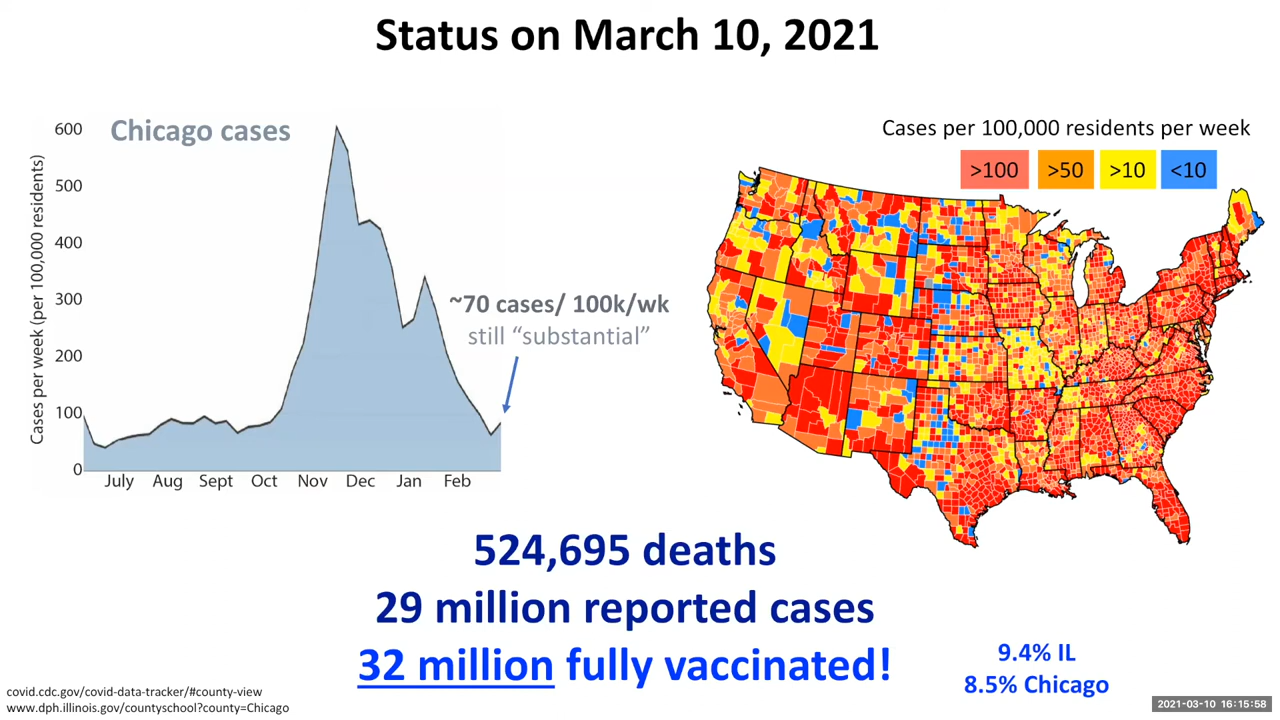 Status on March 10, 2021
Chicago cases
Cases per week (per 100,000 residents)
600
500
400
300
200
100
0
July Aug Sept Oct Nov Dec Jan Feb
~70 cases/ 100k/wk
still “substantial”
Cases per 100,000 residents per week
>100 >50 >10 <10
524,695 deaths
29 million reported cases
32 million fully vaccinated!
9.4% IL
8.5% Chicago
covid.cdc.gov/covid-data-tracker/#county-view
www.dph.illinois.gov/countyschool?county=Chicago
2021-03-10 16:15:58